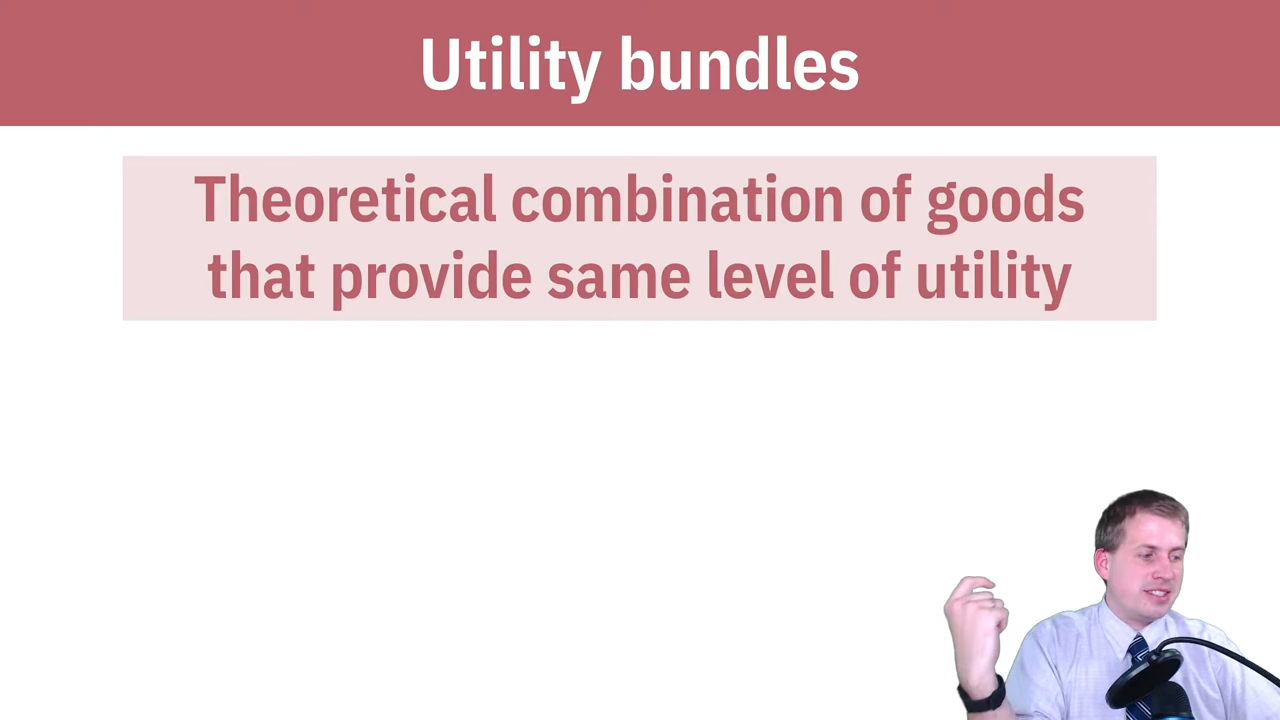 Utility bundles
Theoretical combination of goods
that provide same level of utility